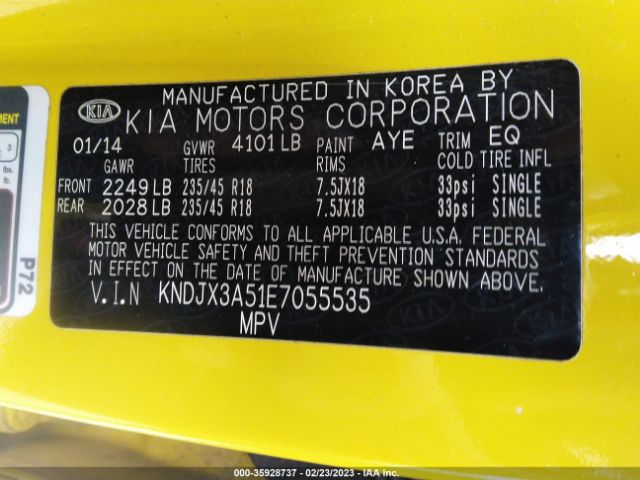 MANUFACTURED IN KOREA BY
KIA KIA MOTORS CORPORATION
01/14 GVWR 4101 LB PAINT AYE TRIM EQ
GAWR TIRES RIMS COLD TIRE INFL
FRONT 2249 LB 235/45 R18 7.5JX18 33psi SINGLE
REAR 2028 LB 235/45 R18 7.5JX18 33psi SINGLE
THIS VEHICLE CONFORMS TO ALL APPLICABLE U.S.A. FEDERAL
MOTOR VEHICLE SAFETY AND THEFT PREVENTION STANDARDS
IN EFFECT ON THE DATE OF MANUFACTURE SHOWN ABOVE.
V.I.N KNDJX3A51E7055535
MPV
3
lbs.
P72
000-35928737 - 02/23/2023 - IAA Inc.